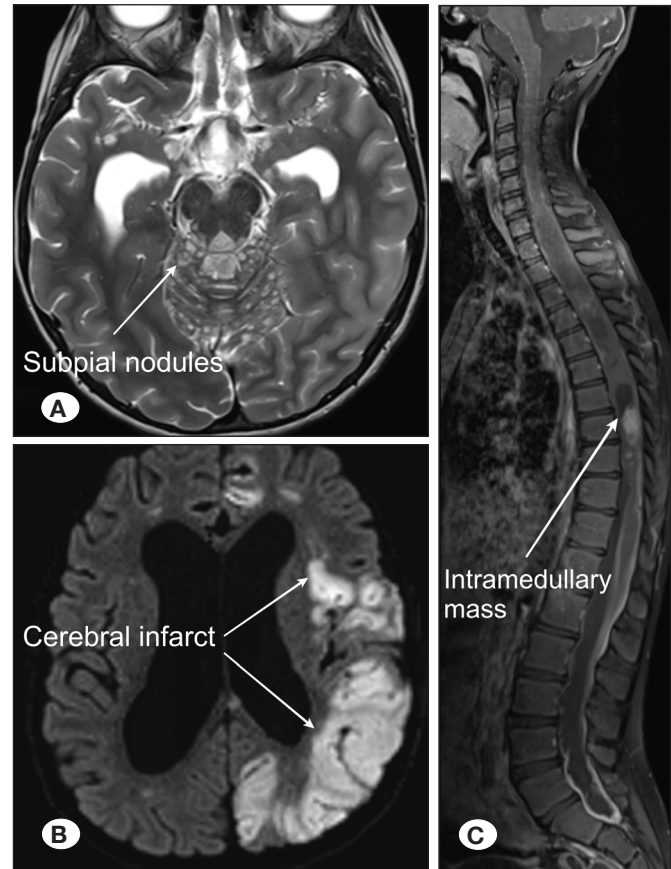 Subpial nodules
A
Cerebral infarct
B
Intramedullary
mass
C